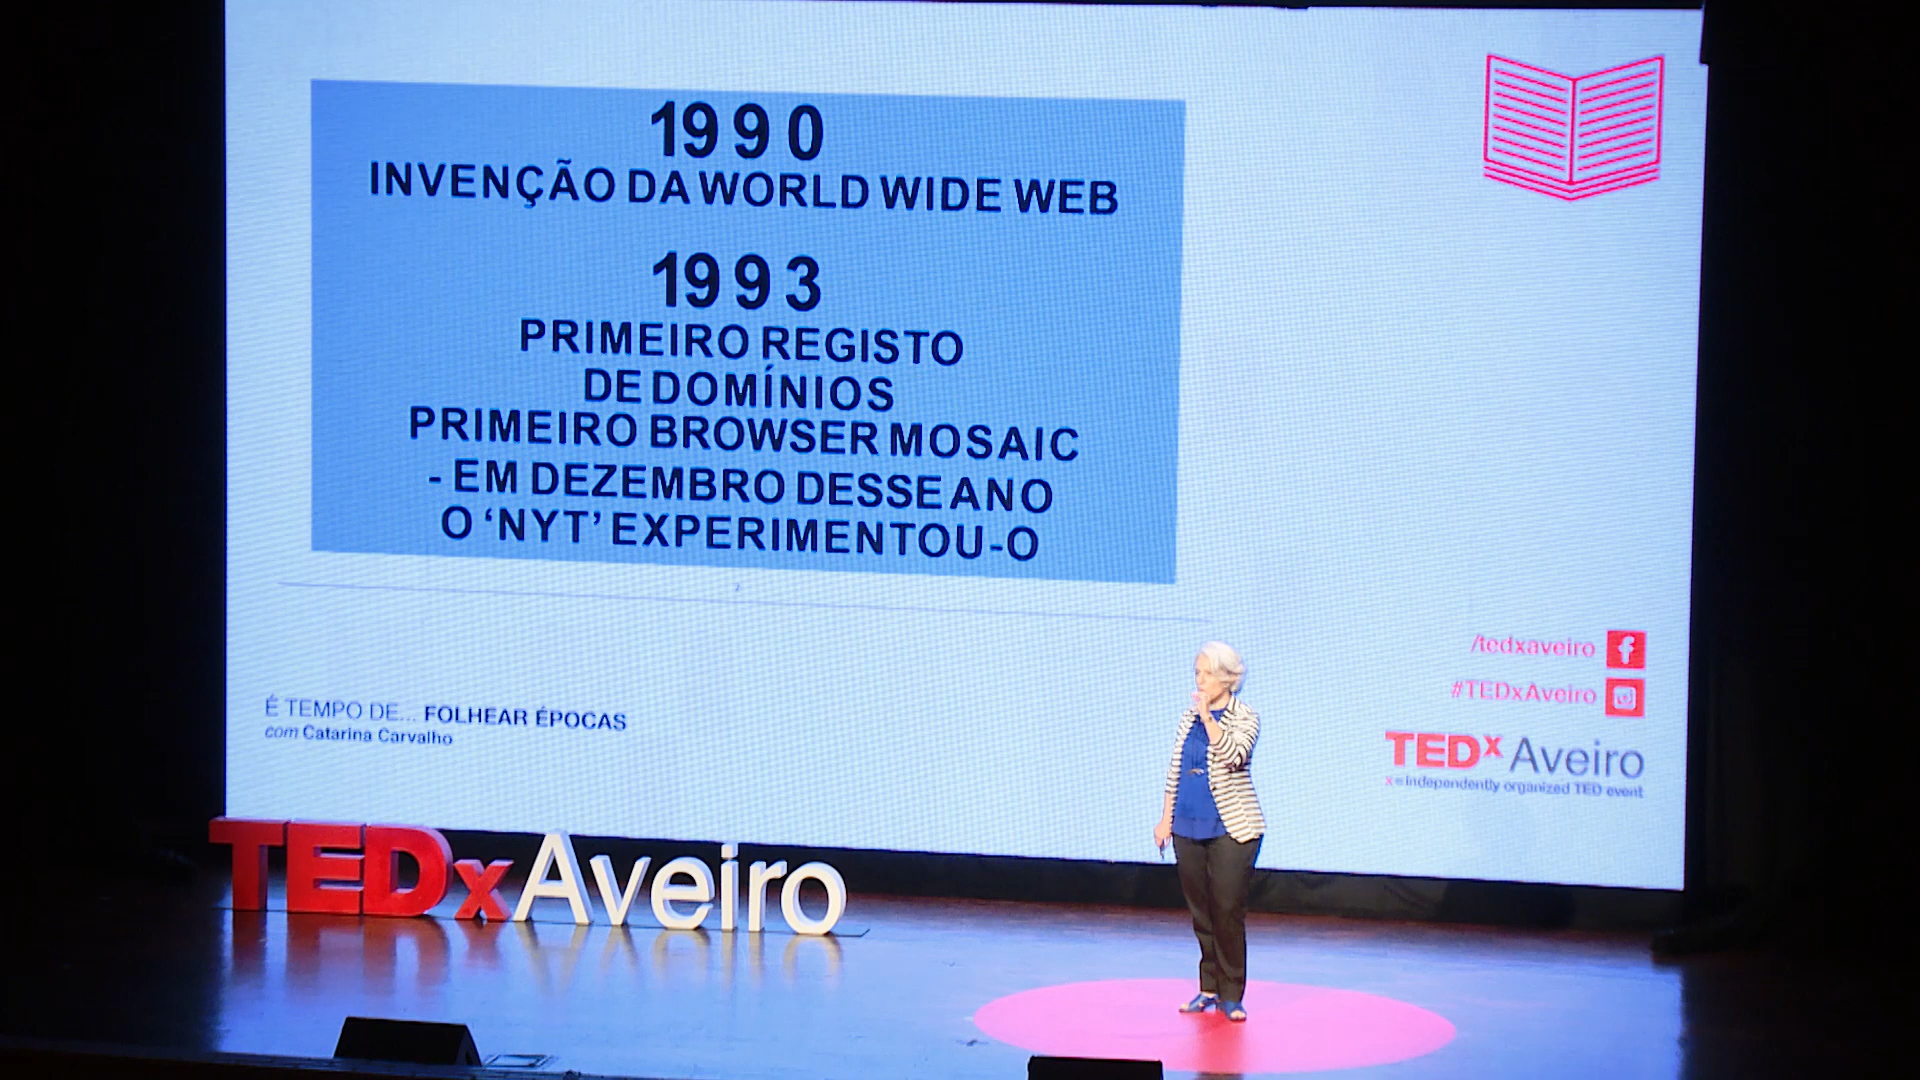 1990
INVENÇÃO DA WORLD WIDE WEB
1993
PRIMEIRO REGISTO
DE DOMÍNIOS
PRIMEIRO BROWSER MOSAIC
- EM DEZEMBRO DESSE ANO
O ‘NYT’ EXPERIMENTOU-O
É TEMPO DE... FOLHEAR ÉPOCAS
com Catarina Carvalho
/tedxaveiro
#TEDxAveiro
TEDx Aveiro
x = independently organized TED event
TEDxAveiro